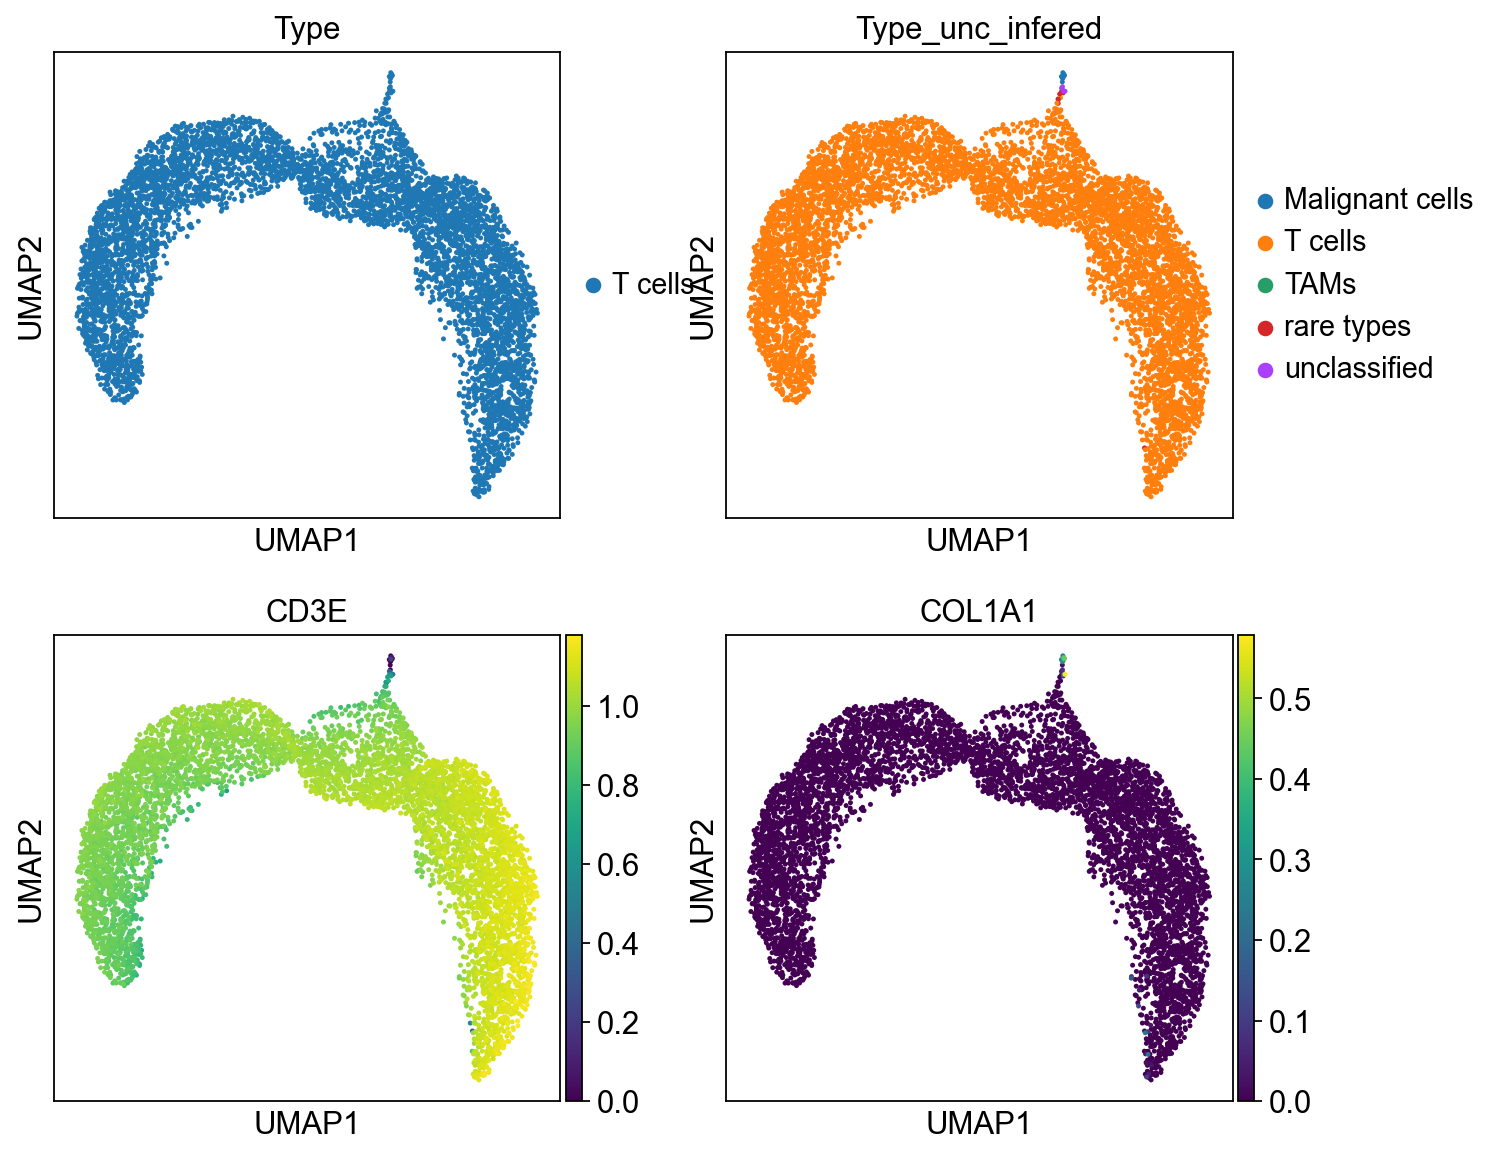 Type
UMAP2
UMAP1
T cells
Type_unc_infered
UMAP2
UMAP1
Malignant cells
T cells
TAMs
rare types
unclassified
CD3E
UMAP2
UMAP1
1.0
0.8
0.6
0.4
0.2
0.0
COL1A1
UMAP2
UMAP1
0.5
0.4
0.3
0.2
0.1
0.0